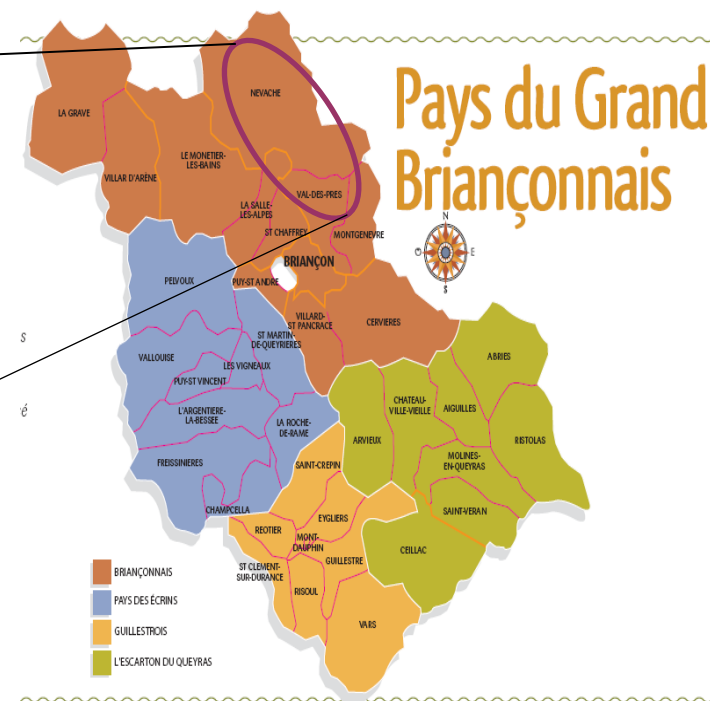 Pays du Grand
Briançonnais
N
O
E
S
NEVACHE
LA GRAVE
LE MONETIER-
LES-BAINS
VILLAR D'ARÈNE
VAL-DES-PRES
LA SALLE-
LES-ALPES
ST CHAFFREY
MONTGENEVRE
BRIANÇON
PUY-ST ANDRE
PELVOUX
VILLARD-
ST PANCRACE
CERVIERES
ST MARTIN-
DE-QUEYRIERES
s
VALLOUISE
LES VIGNEAUX
ABRIES
PUY-ST VINCENT
CHATEAU-
VILLE-VIEILLE
AIGUILLES
é
L'ARGENTIERE-
LA-BESSEE
LA ROCHE-
DE-RAME
ARVIEUX
RISTOLAS
MOLINES-
EN-QUEYRAS
FREISSINIERES
SAINT-CREPIN
CHAMPCELLA
SAINT-VERAN
EYGLIERS
REOTIER
MONT-
DAUPHIN
CEILLAC
GUILLESTRE
ST CLEMENT-
SUR-DURANCE
RISOUL
VARS
BRIANÇONNAIS
PAYS DES ÉCRINS
GUILLESTROIS
L'ESCARTON DU QUEYRAS